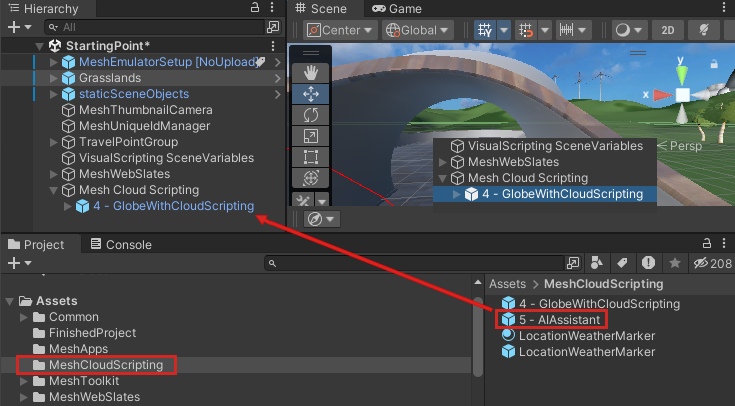 Hierarchy
All
StartingPoint*
MeshEmulatorSetup [NoUpload
Grasslands
staticSceneObjects
MeshThumbnailCamera
MeshUniqueIdManager
TravelPointGroup
VisualScripting SceneVariables
MeshWebSlates
Mesh Cloud Scripting
4 - GlobeWithCloudScripting
Scene
Game
Center
Global
2D
y
x
z
Persp
VisualScripting SceneVariables
MeshWebSlates
Mesh Cloud Scripting
4 - GlobeWithCloudScripting
Project
Console
208
Assets
Common
FinishedProject
MeshApps
MeshCloudScripting
MeshToolkit
MeshWebSlates
Assets > MeshCloudScripting
4 - GlobeWithCloudScripting
5 - AIAssistant
LocationWeatherMarker
LocationWeatherMarker